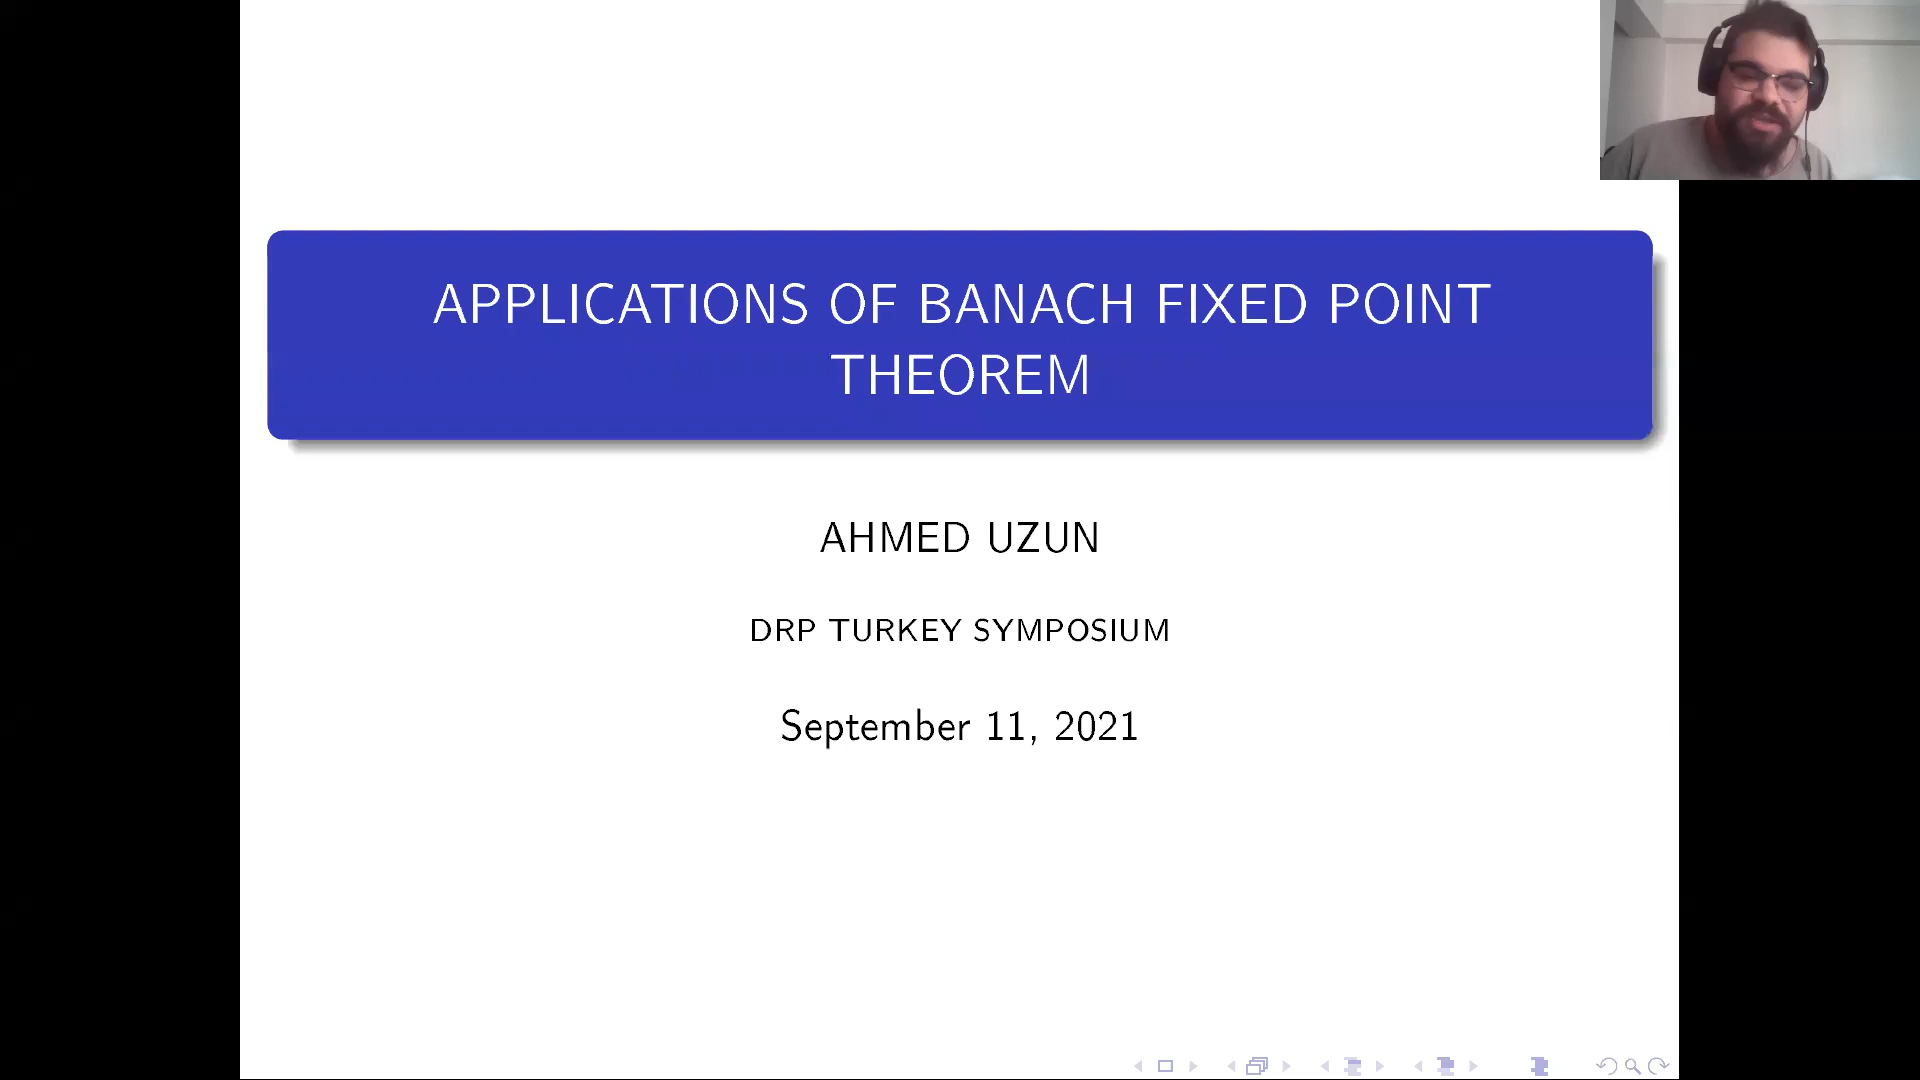 APPLICATIONS OF BANACH FIXED POINT
THEOREM
AHMED UZUN
DRP TURKEY SYMPOSIUM
September 11, 2021